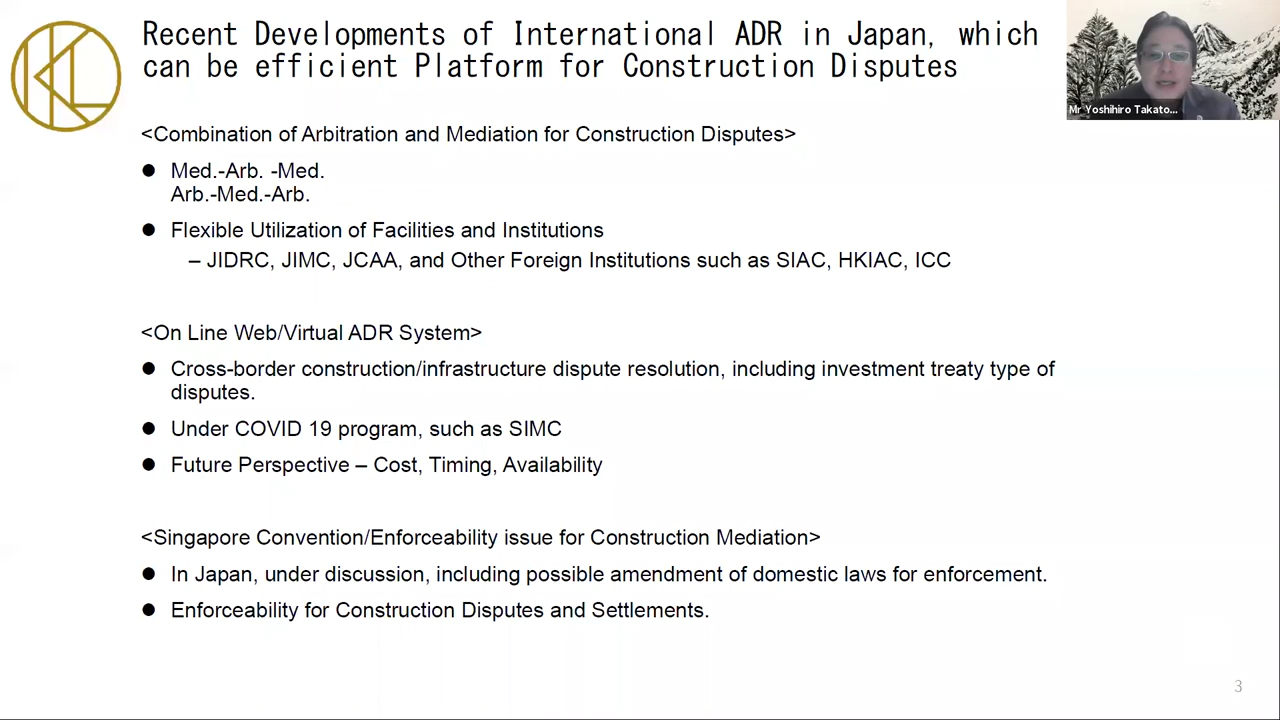 Recent Developments of International ADR in Japan, which
can be efficient Platform for Construction Disputes
Mr Yoshihiro Takato...
<Combination of Arbitration and Mediation for Construction Disputes>
● Med.-Arb. -Med.
Arb.-Med.-Arb.
● Flexible Utilization of Facilities and Institutions
– JIDRC, JIMC, JCAA, and Other Foreign Institutions such as SIAC, HKIAC, ICC
<On Line Web/Virtual ADR System>
● Cross-border construction/infrastructure dispute resolution, including investment treaty type of
disputes.
● Under COVID 19 program, such as SIMC
● Future Perspective – Cost, Timing, Availability
<Singapore Convention/Enforceability issue for Construction Mediation>
● In Japan, under discussion, including possible amendment of domestic laws for enforcement.
● Enforceability for Construction Disputes and Settlements.
3